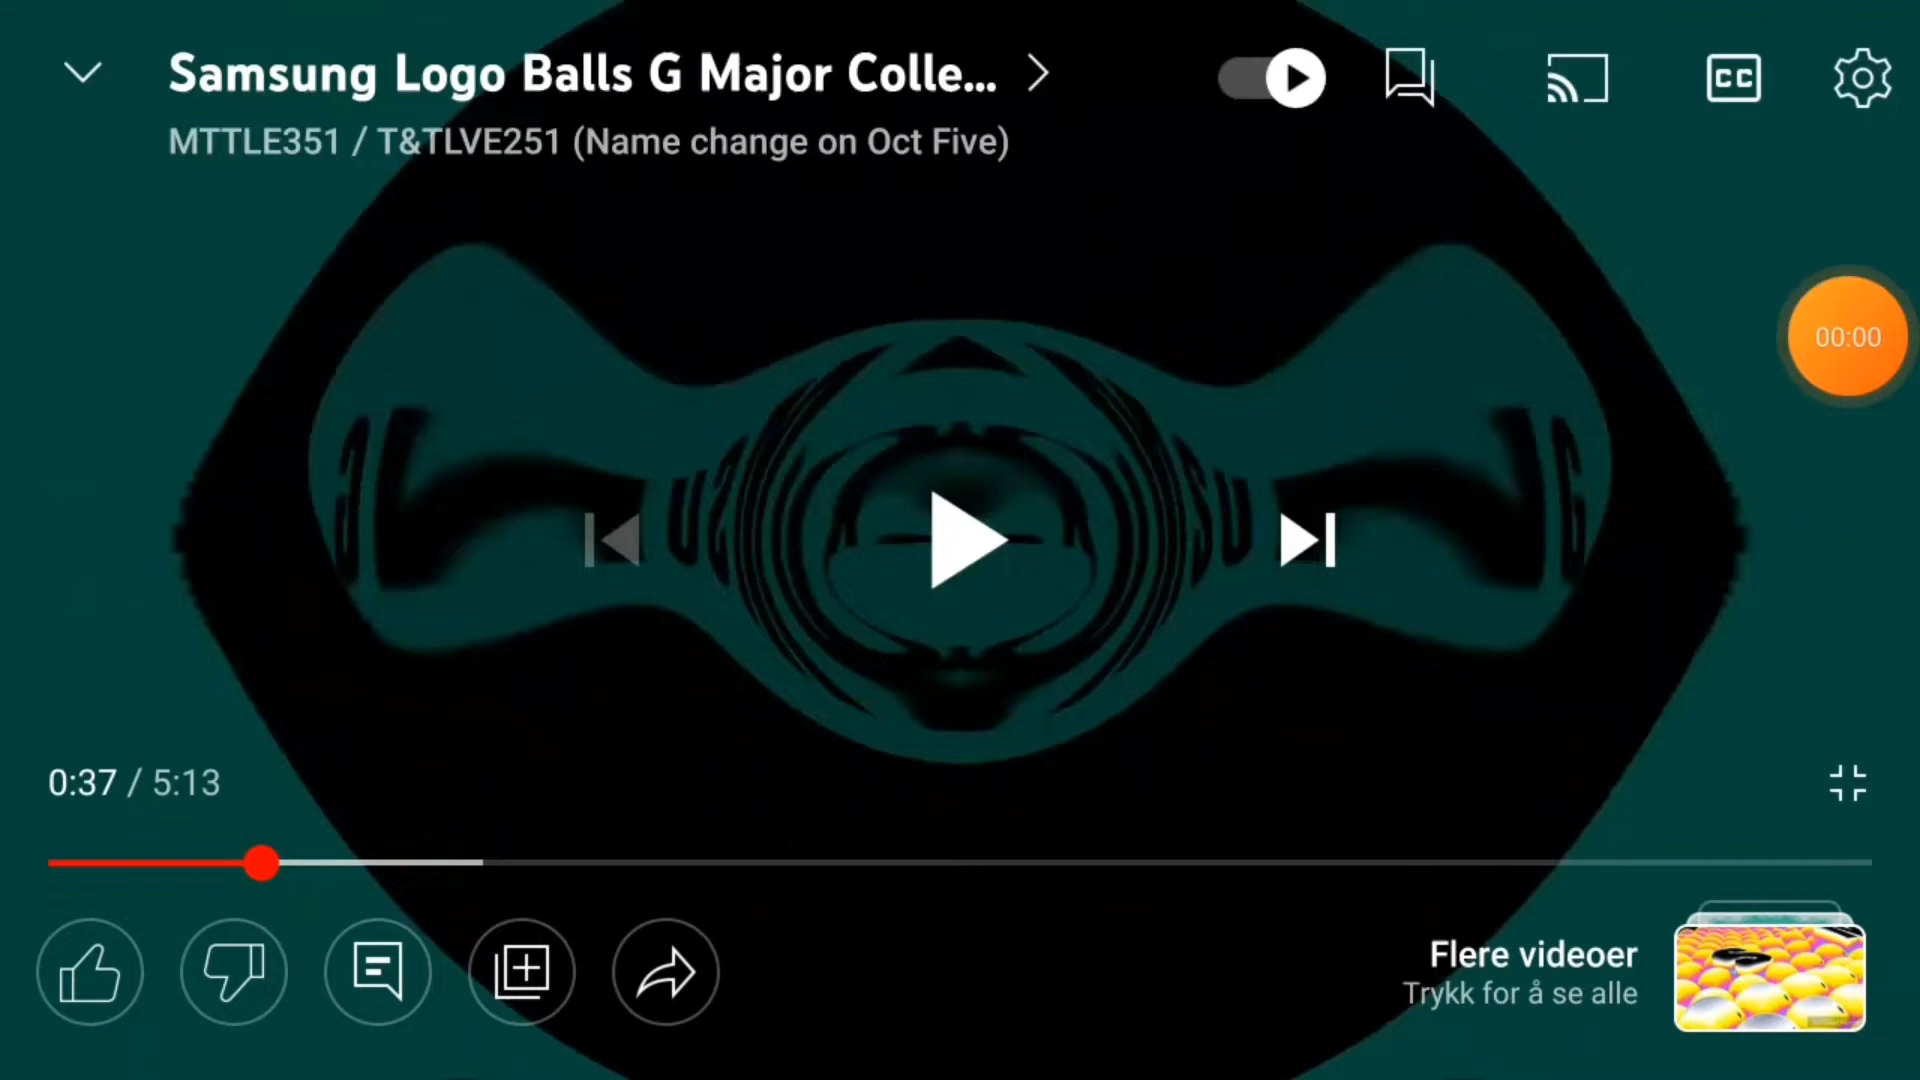 Samsung Logo Balls G Major Colle...
MTTLE351 / T&TLVE251 (Name change on Oct Five)
CC
00:00
0:37 / 5:13
Flere videoer
Trykk for å se alle